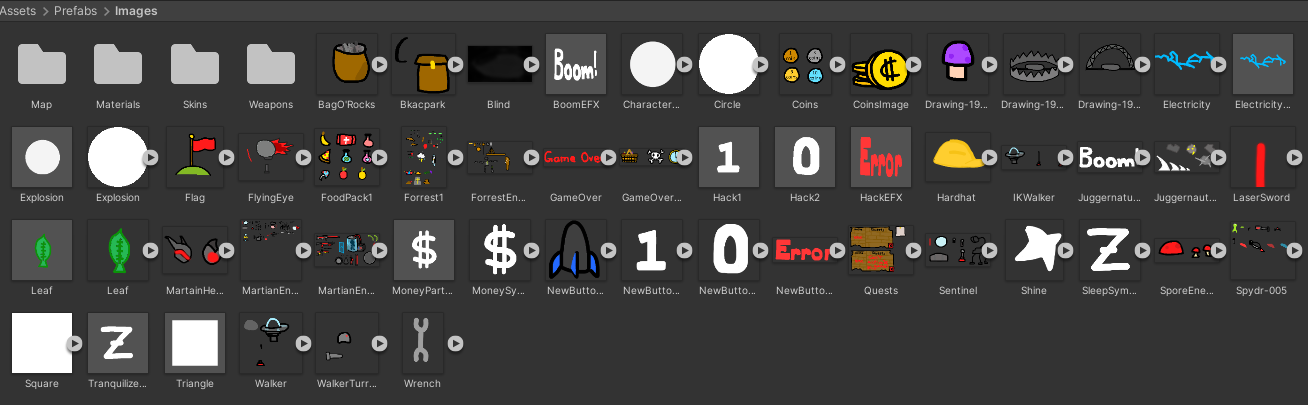 Assets > Prefabs > Images
Boom!
Map Materials Skins Weapons BagO'Rocks Bkacpark Blind BoomEFX Character... Circle Coins CoinsImage Drawing-19... Drawing-19... Drawing-19... Electricity Electricity...
Game Over 1 0 Error Boom!
Explosion Explosion Flag FlyingEye FoodPack1 Forrest1 ForrestEn... GameOver GameOver... Hack1 Hack2 HackEFX Hardhat IKWalker Juggernatu... Juggernaut... LaserSword
$ $ 1 0 Error Z
Leaf Leaf MartainHe... MartianEn... MartianEn... MoneyPart... MoneySy... NewButto... NewButto... NewButto... NewButto... Quests Sentinel Shine SleepSym... SporeEne... Spydr-005
Z
Square Tranquilize... Triangle Walker WalkerTurr... Wrench